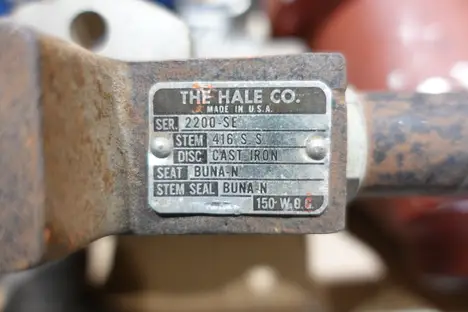 THE HALE CO.
MADE IN U.S.A.
SER. 2200-SE
STEM 416 S S
DISC CAST IRON
SEAT BUNA-N
STEM SEAL BUNA-N
150 W.O.G.